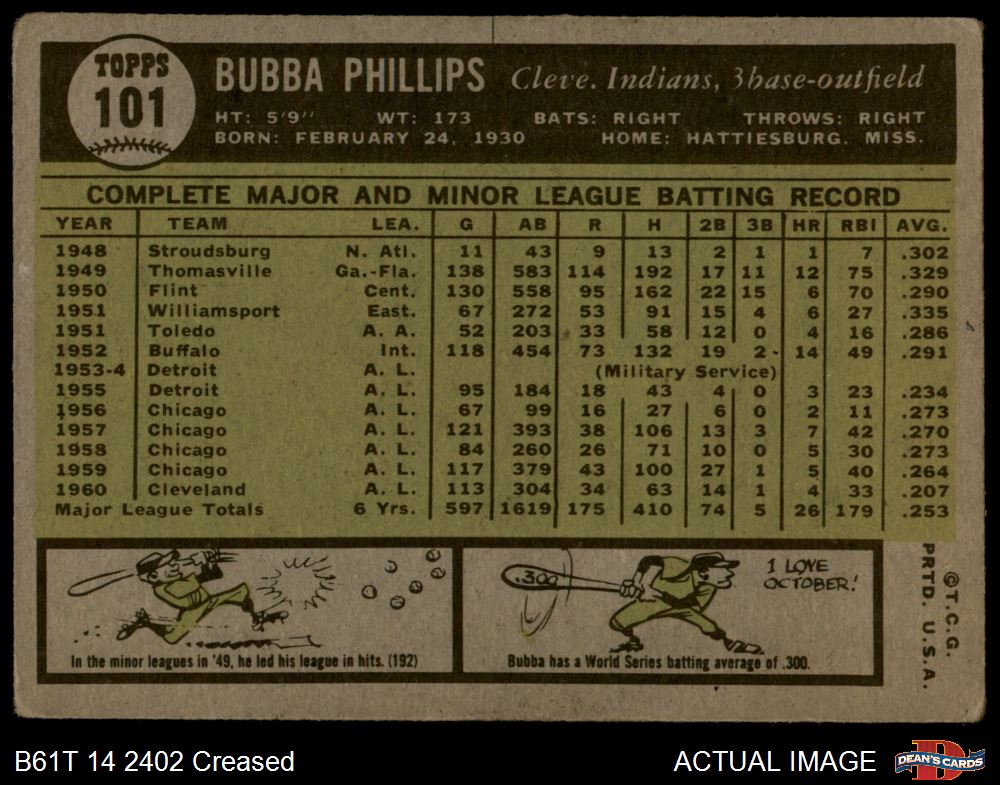 TOPPS
101
BUBBA PHILLIPS Cleve. Indians, 3base-outfield
HT: 5'9" WT: 173 BATS: RIGHT THROWS: RIGHT
BORN: FEBRUARY 24, 1930 HOME: HATTIESBURG, MISS.
COMPLETE MAJOR AND MINOR LEAGUE BATTING RECORD
YEAR TEAM LEA. G AB R H 2B 3B HR RBI AVG.
1948 Stroudsburg N. Atl. 11 43 9 13 2 1 1 7 .302
1949 Thomasville Ga.-Fla. 138 583 114 192 17 11 12 75 .329
1950 Flint Cent. 130 558 95 162 22 15 6 70 .290
1951 Williamsport East. 67 272 53 91 15 4 6 27 .335
1951 Toledo A. A. 52 203 33 58 12 0 4 16 .286
1952 Buffalo Int. 118 454 73 132 19 2 14 49 .291
1953-4 Detroit A. L. (Military Service)
1955 Detroit A. L. 95 184 18 43 4 0 3 23 .234
1956 Chicago A. L. 67 99 16 27 6 0 2 11 .273
1957 Chicago A. L. 121 393 38 106 13 3 7 42 .270
1958 Chicago A. L. 84 260 26 71 10 0 5 30 .273
1959 Chicago A. L. 117 379 43 100 27 1 5 40 .264
1960 Cleveland A. L. 113 304 34 63 14 1 4 33 .207
Major League Totals 6 Yrs. 597 1619 175 410 74 5 26 179 .253
In the minor leagues in '49, he led his league in hits. (192)
.300
I LOVE
OCTOBER!
Bubba has a World Series batting average of .300.
©T.C.G.
PRTD. U.S.A.
B61T 14 2402 Creased
ACTUAL IMAGE
D
DEAN'S CARDS